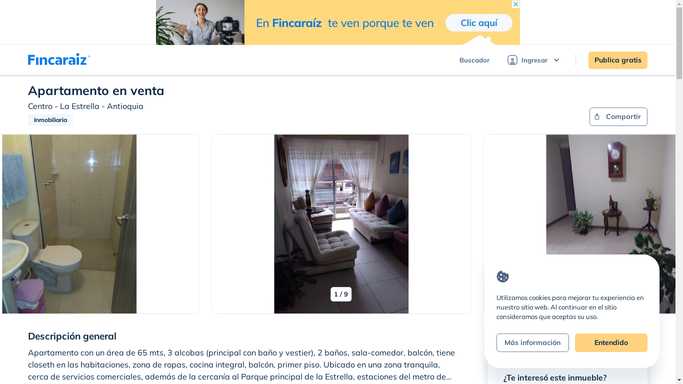 En Fincaraíz te ven porque te ven
Clic aquí
Fincaraiz
Buscador
Ingresar
Publica gratis
Apartamento en venta
Centro - La Estrella - Antioquia
Inmobiliaria
Compartir
1 / 9
Utilizamos cookies para mejorar tu experiencia en
nuestro sitio web. Al continuar en el sitio
consideramos que aceptas su uso.
Más información
Entendido
Descripción general
Apartamento con un área de 65 mts, 3 alcobas (principal con baño y vestier), 2 baños, sala-comedor, balcón, tiene
closeth en las habitaciones, zona de ropas, cocina integral, balcón, primer piso. Ubicado en una zona tranquila,
cerca de servicios comerciales, además de la cercanía al Parque principal de la Estrella, estaciones del metro de...
¿Te interesó este inmueble?